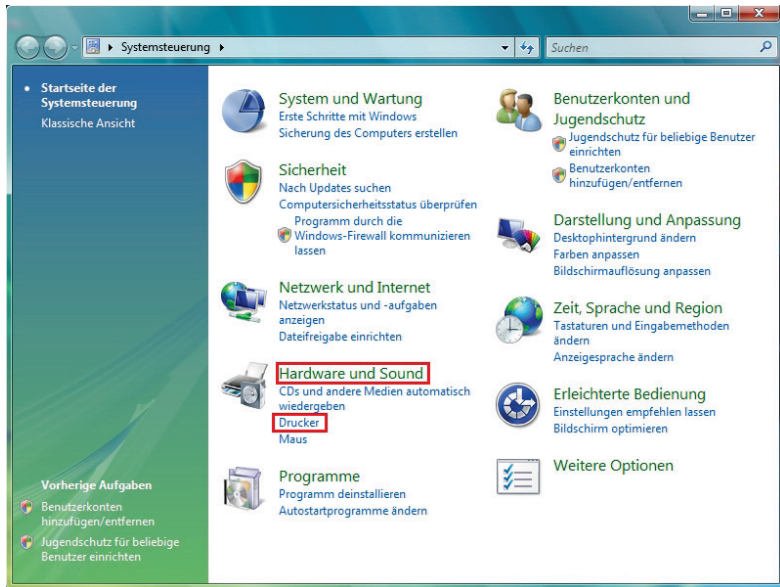 Systemsteuerung
Suchen
Startseite der
Systemsteuerung
Klassische Ansicht
Vorherige Aufgaben
Benutzerkonten
hinzufügen/entfernen
Jugendschutz für beliebige
Benutzer einrichten
System und Wartung
Erste Schritte mit Windows
Sicherung des Computers erstellen
Sicherheit
Nach Updates suchen
Computersicherheitsstatus überprüfen
Programm durch die
Windows-Firewall kommunizieren
lassen
Netzwerk und Internet
Netzwerkstatus und -aufgaben
anzeigen
Dateifreigabe einrichten
Hardware und Sound
CDs und andere Medien automatisch
wiedergeben
Drucker
Maus
Programme
Programm deinstallieren
Autostartprogramme ändern
Benutzerkonten und
Jugendschutz
Jugendschutz für beliebige Benutzer
einrichten
Benutzerkonten
hinzufügen/entfernen
Darstellung und Anpassung
Desktophintergrund ändern
Farben anpassen
Bildschirmauflösung anpassen
Zeit, Sprache und Region
Tastaturen und Eingabemethoden
ändern
Anzeigesprache ändern
Erleichterte Bedienung
Einstellungen empfehlen lassen
Bildschirm optimieren
Weitere Optionen